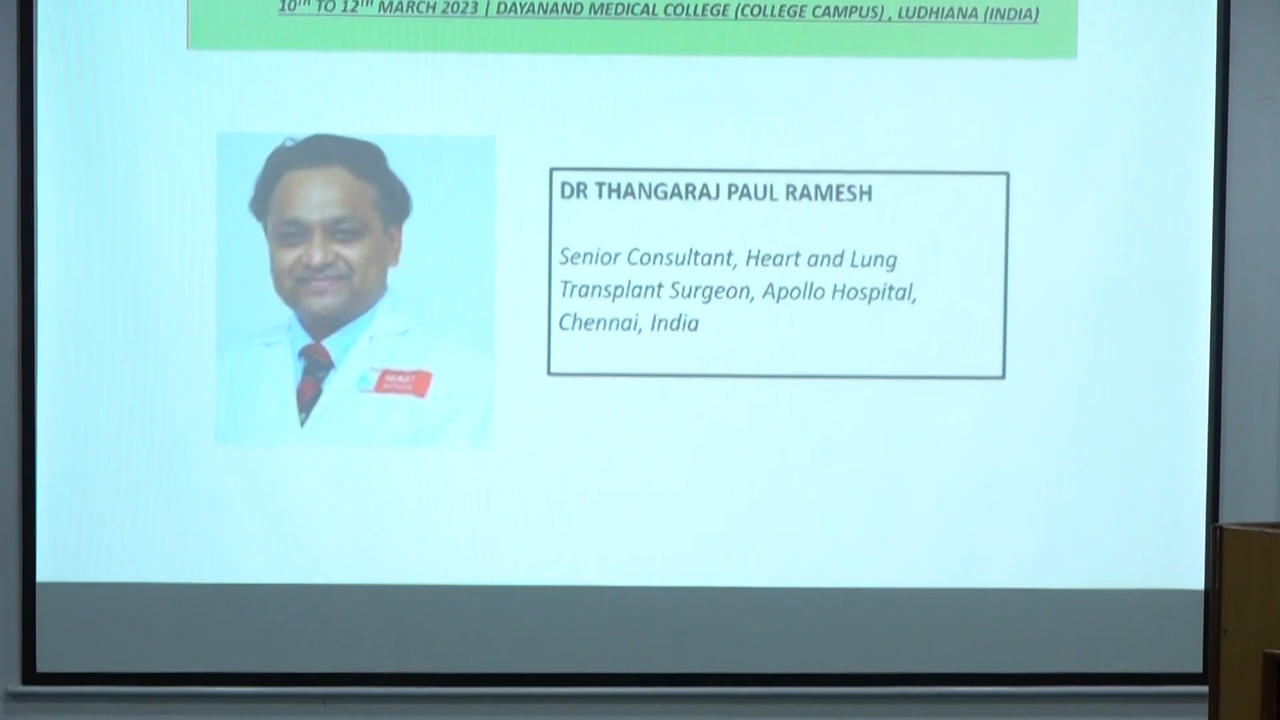 10TH TO 12TH MARCH 2023 | DAYANAND MEDICAL COLLEGE (COLLEGE CAMPUS) , LUDHIANA (INDIA)
DR THANGARAJ PAUL RAMESH
Senior Consultant, Heart and Lung
Transplant Surgeon, Apollo Hospital,
Chennai, India